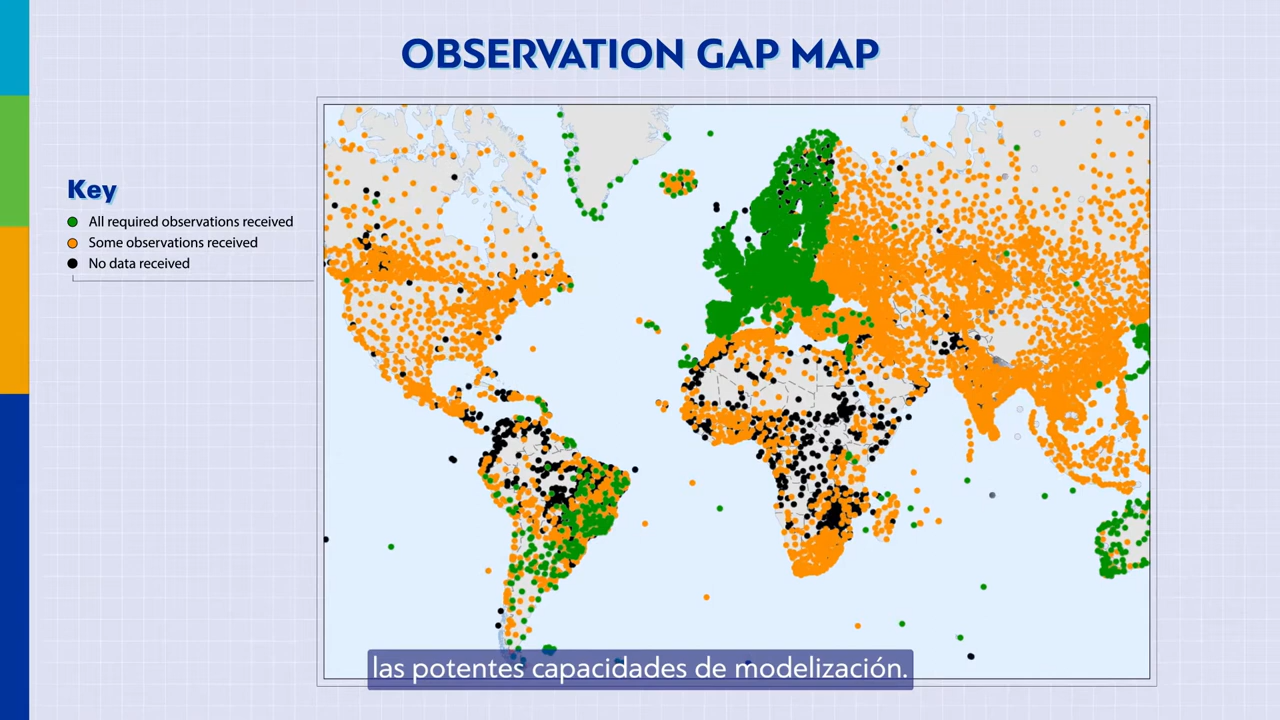 OBSERVATION GAP MAP
Key
All required observations received
Some observations received
No data received
las potentes capacidades de modelización.